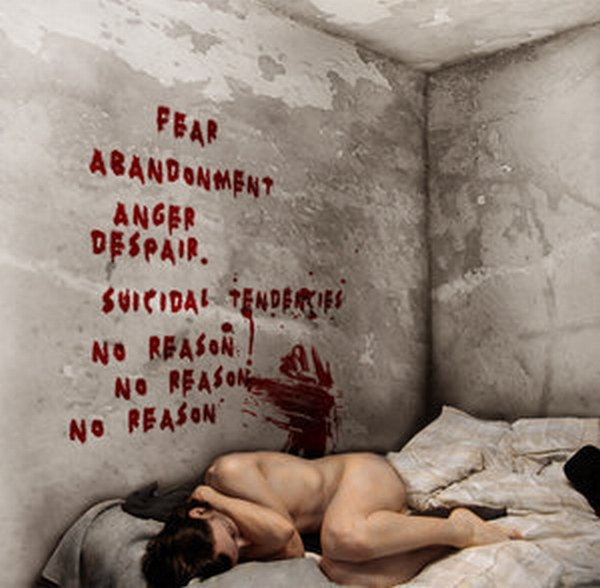 FEAR
ABANDONMENT
ANGER
DESPAIR.
SUICIDAL TENDENCIES
NO REASON
NO REASON
NO REASON